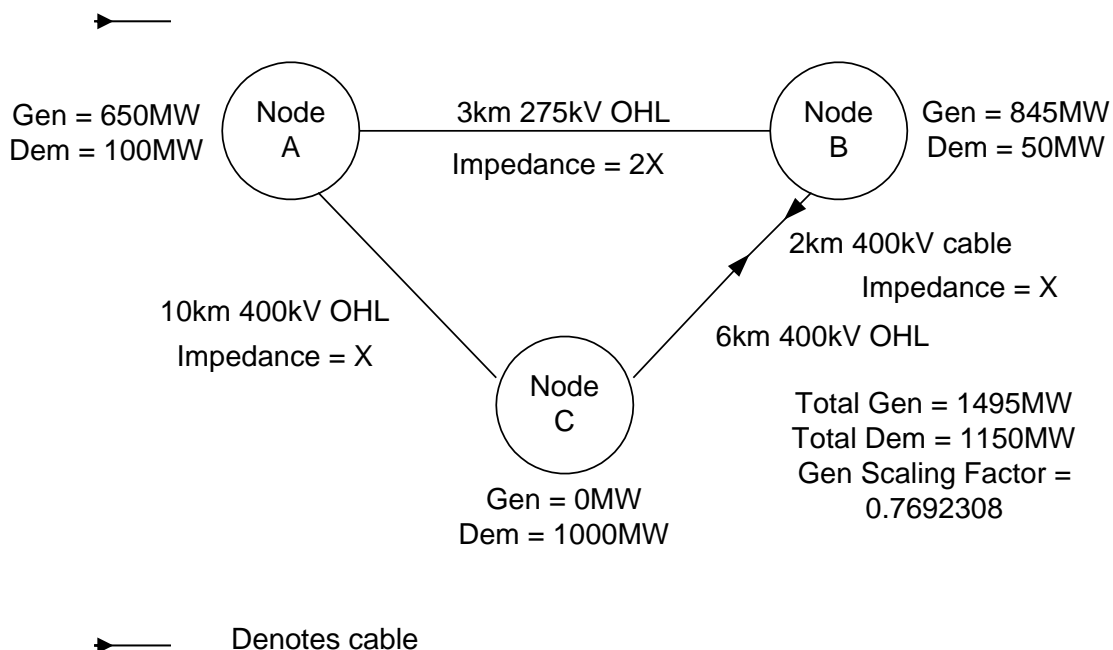 Node
A
Gen = 650MW
Dem = 100MW
3km 275kV OHL
Impedance = 2X
Node
B
Gen = 845MW
Dem = 50MW
2km 400kV cable
Impedance = X
10km 400kV OHL
Impedance = X
6km 400kV OHL
Node
C
Gen = 0MW
Dem = 1000MW
Total Gen = 1495MW
Total Dem = 1150MW
Gen Scaling Factor =
0.7692308
Denotes cable